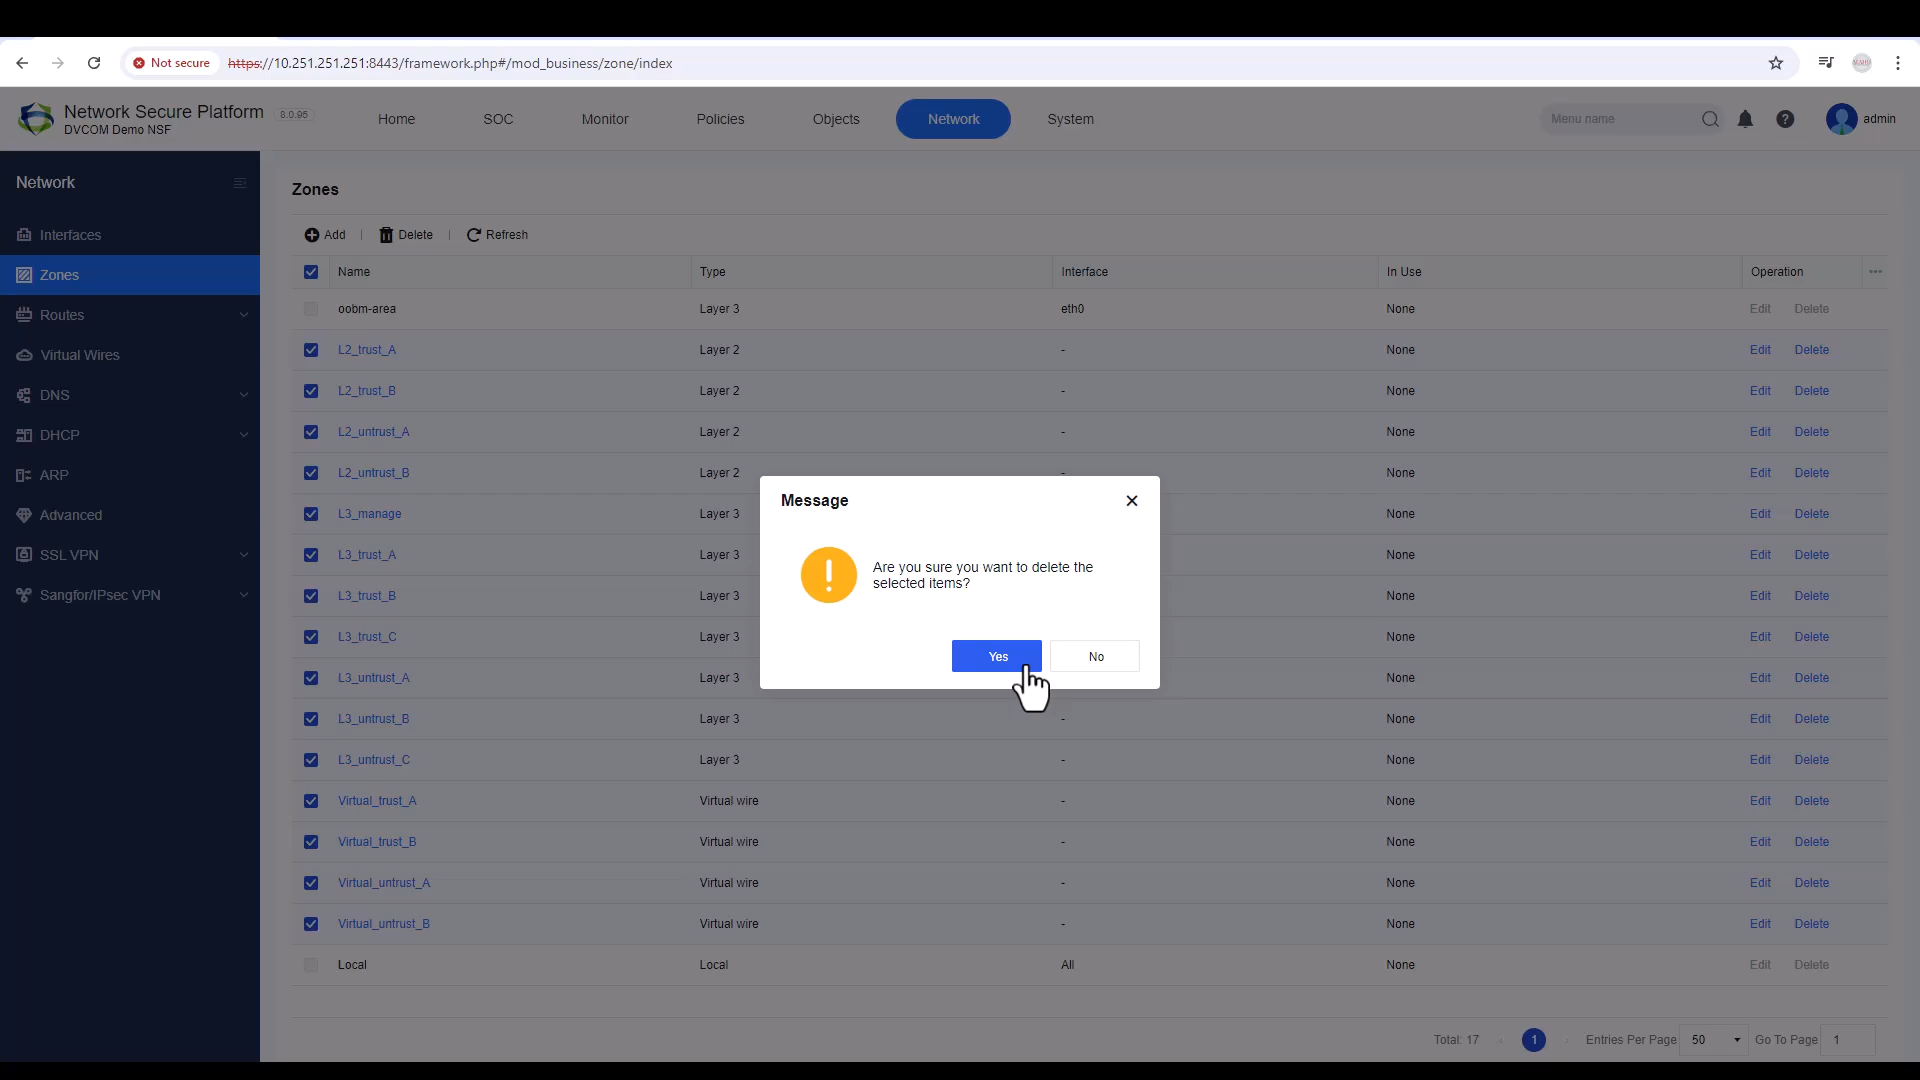 Not secure
https://10.251.251.251:8443/framework.php#/mod_business/zone/index
Network Secure Platform 8.0.95
DVCOM Demo NSF
Home SOC Monitor Policies Objects Network System
Menu name
admin
Network
Interfaces
Zones
Routes
Virtual Wires
DNS
DHCP
ARP
Advanced
SSL VPN
Sangfor/IPsec VPN
Zones
Add Delete Refresh
Name Type Interface In Use Operation
oobm-area Layer 3 eth0 None Edit Delete
L2_trust_A Layer 2 - None Edit Delete
L2_trust_B Layer 2 - None Edit Delete
L2_untrust_A Layer 2 - None Edit Delete
L2_untrust_B Layer 2 - None Edit Delete
L3_manage Layer 3 None Edit Delete
L3_trust_A Layer 3 None Edit Delete
L3_trust_B Layer 3 None Edit Delete
L3_trust_C Layer 3 None Edit Delete
L3_untrust_A Layer 3 None Edit Delete
L3_untrust_B Layer 3 - None Edit Delete
L3_untrust_C Layer 3 - None Edit Delete
Virtual_trust_A Virtual wire - None Edit Delete
Virtual_trust_B Virtual wire - None Edit Delete
Virtual_untrust_A Virtual wire - None Edit Delete
Virtual_untrust_B Virtual wire - None Edit Delete
Local Local All None Edit Delete
Total: 17 1 Entries Per Page 50 Go To Page 1
Message
Are you sure you want to delete the
selected items?
Yes No